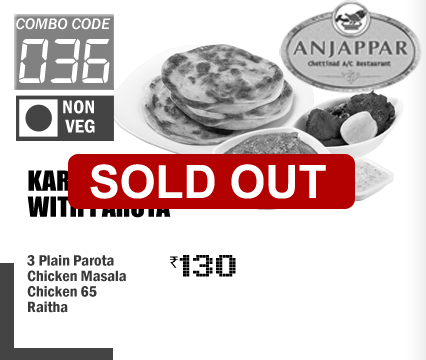 COMBO CODE
036
NON
VEG
ANJAPPAR
Chettinad A/C Restaurant
SOLD OUT
WITH PAROTA
3 Plain Parota
Chicken Masala
Chicken 65
Raitha
₹130